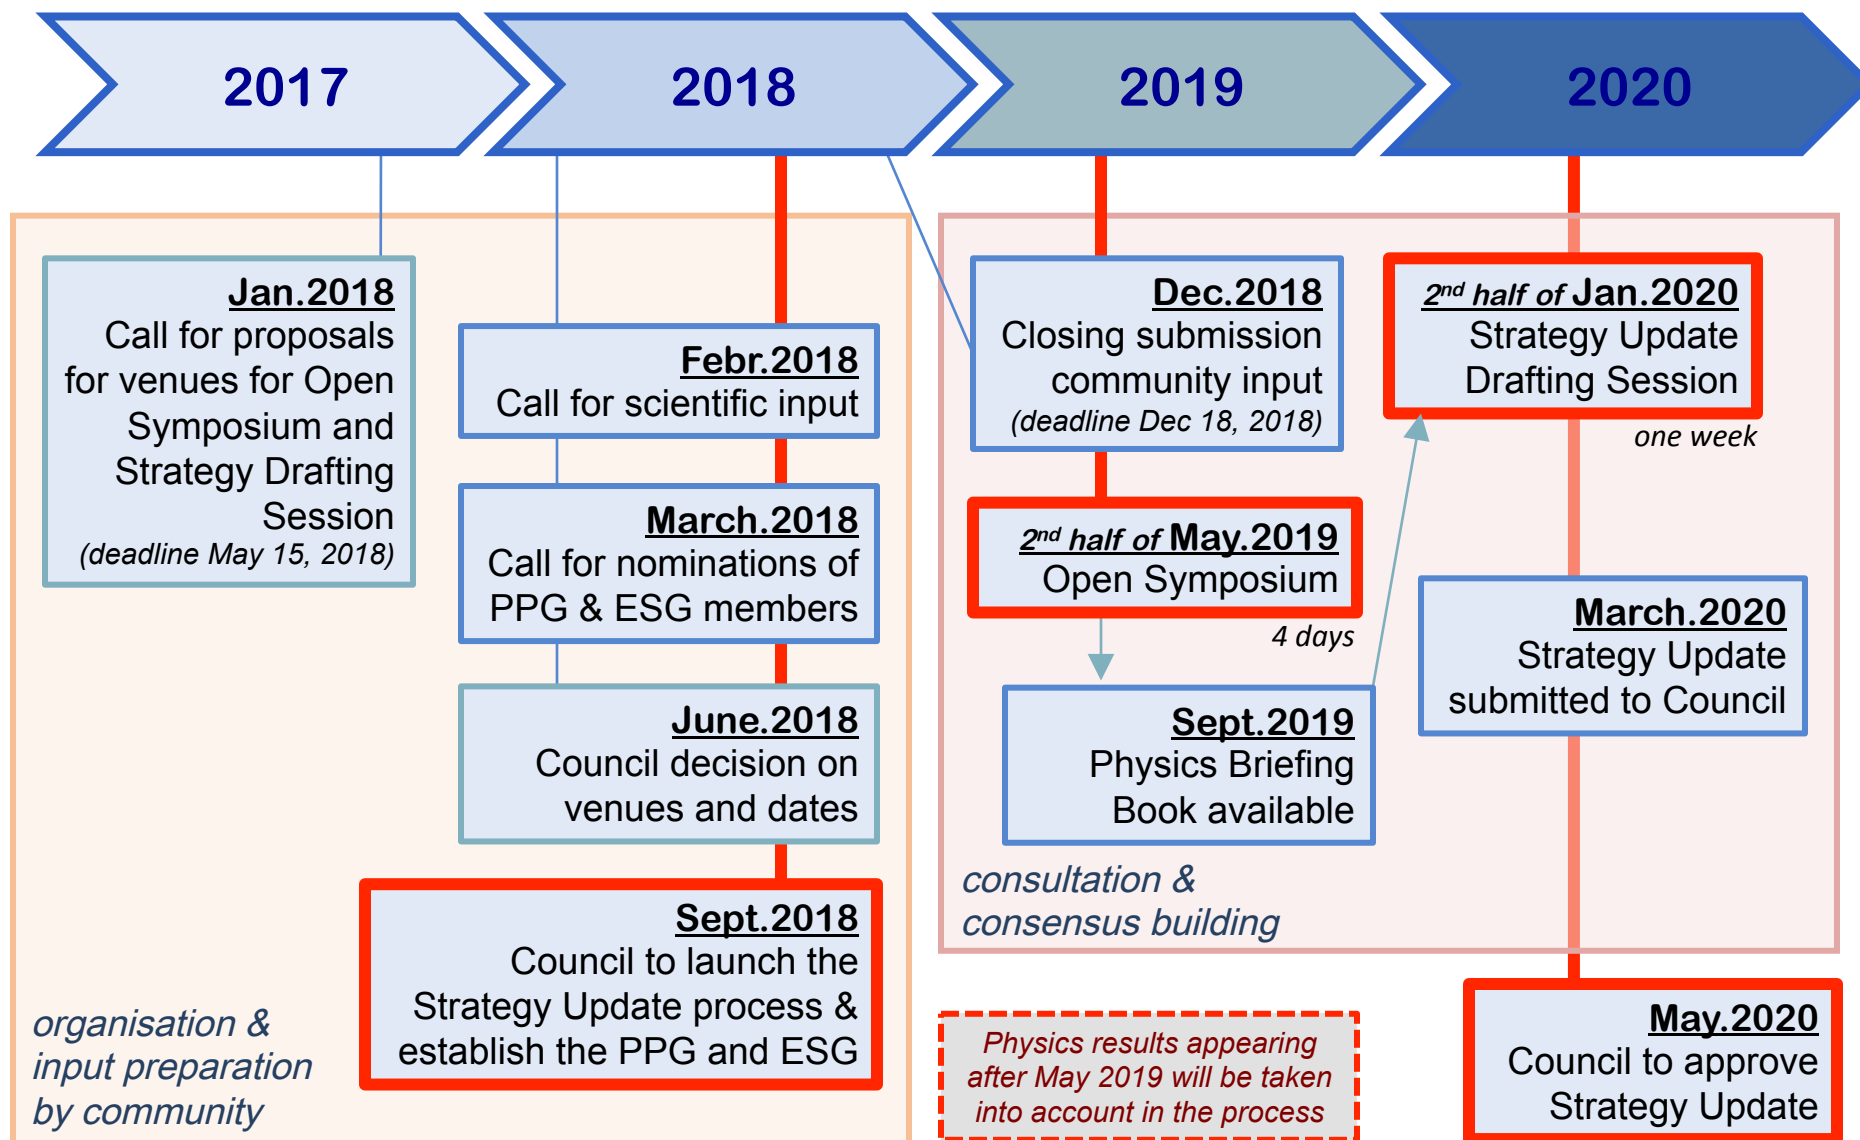 2017
2018
2019
2020
Jan.2018
Call for proposals
for venues for Open
Symposium and
Strategy Drafting
Session
(deadline May 15, 2018)
Febr.2018
Call for scientific input
March.2018
Call for nominations of
PPG & ESG members
June.2018
Council decision on
venues and dates
Sept.2018
Council to launch the
Strategy Update process &
establish the PPG and ESG
organisation &
input preparation
by community
Dec.2018
Closing submission
community input
(deadline Dec 18, 2018)
2nd half of May.2019
Open Symposium
4 days
Sept.2019
Physics Briefing
Book available
2nd half of Jan.2020
Strategy Update
Drafting Session
one week
March.2020
Strategy Update
submitted to Council
consultation &
consensus building
Physics results appearing
after May 2019 will be taken
into account in the process
May.2020
Council to approve
Strategy Update